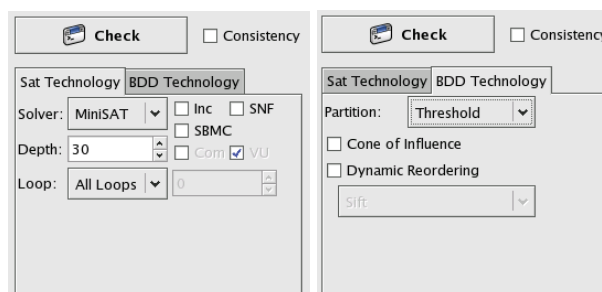 Check Consistency
Sat Technology BDD Technology
Solver: MiniSAT Inc SNF
SBMC
Depth: 30 Com VU
Loop: All Loops 0
Check Consistency
Sat Technology BDD Technology
Partition: Threshold
Cone of Influence
Dynamic Reordering
Sift